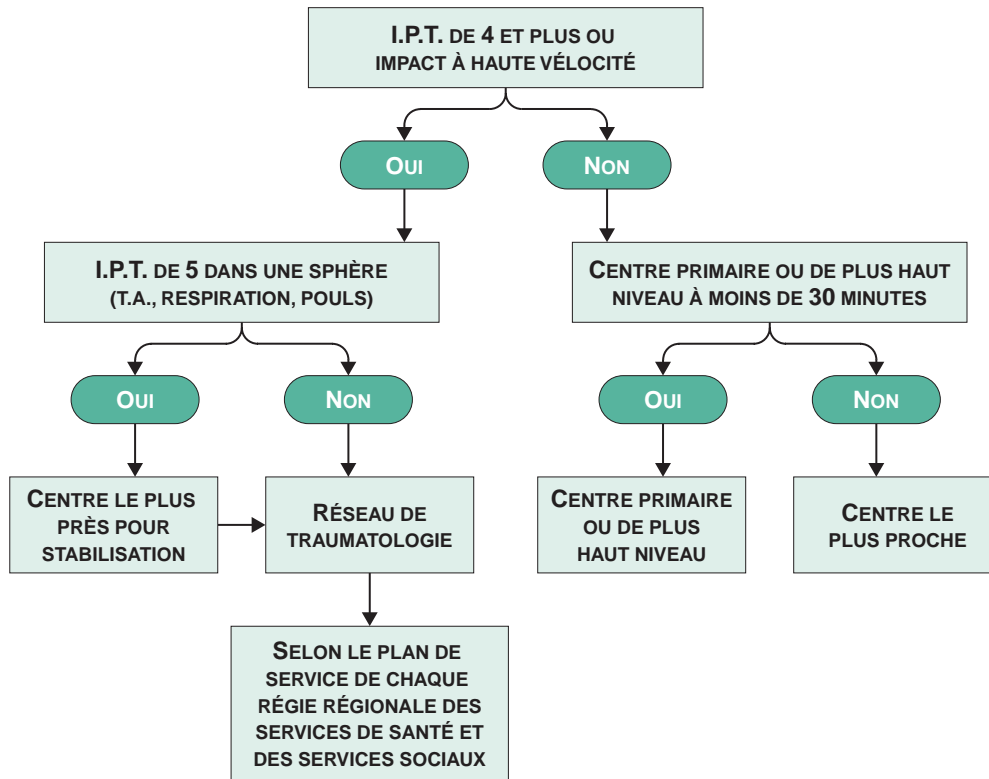 I.P.T. DE 4 ET PLUS OU
IMPACT À HAUTE VÉLOCITÉ
OUI
NON
I.P.T. DE 5 DANS UNE SPHÈRE
(T.A., RESPIRATION, POULS)
CENTRE PRIMAIRE OU DE PLUS HAUT
NIVEAU À MOINS DE 30 MINUTES
OUI
NON
OUI
NON
CENTRE LE PLUS
PRÈS POUR
STABILISATION
RÉSEAU DE
TRAUMATOLOGIE
CENTRE PRIMAIRE
OU DE PLUS
HAUT NIVEAU
CENTRE LE
PLUS PROCHE
SELON LE PLAN DE
SERVICE DE CHAQUE
RÉGIE RÉGIONALE DES
SERVICES DE SANTÉ ET
DES SERVICES SOCIAUX